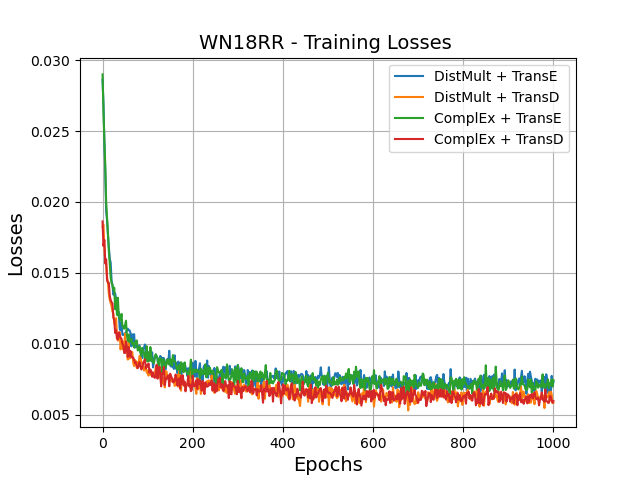 WN18RR - Training Losses
DistMult + TransE
DistMult + TransD
ComplEx + TransE
ComplEx + TransD
Losses
0.030
0.025
0.020
0.015
0.010
0.005
0 200 400 600 800 1000
Epochs